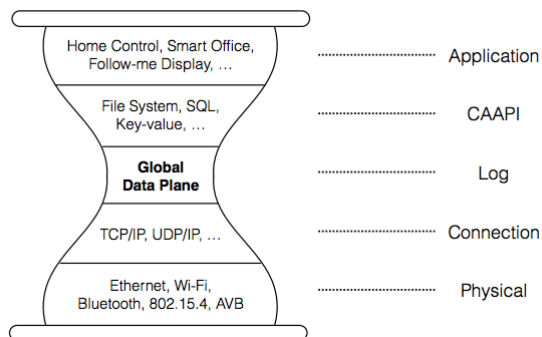 Home Control, Smart Office,
Follow-me Display, ...
Application
File System, SQL,
Key-value, ...
CAAPI
Global
Data Plane
Log
TCP/IP, UDP/IP, ...
Connection
Ethernet, Wi-Fi,
Bluetooth, 802.15.4, AVB
Physical